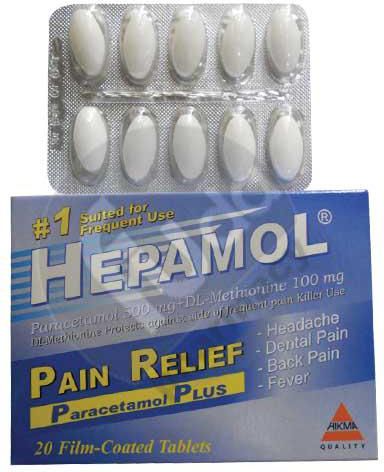 #1 Suited for
Frequent Use
HEPAMOL®
Paracetamol 500 mg+DL-Methionine 100 mg
DL-Methionine Protects against side of frequent pain Killer Use
PAIN RELIEF
Paracetamol PLUS
- Headache
- Dental Pain
- Back Pain
- Fever
20 Film-Coated Tablets
HIKMA
QUALITY